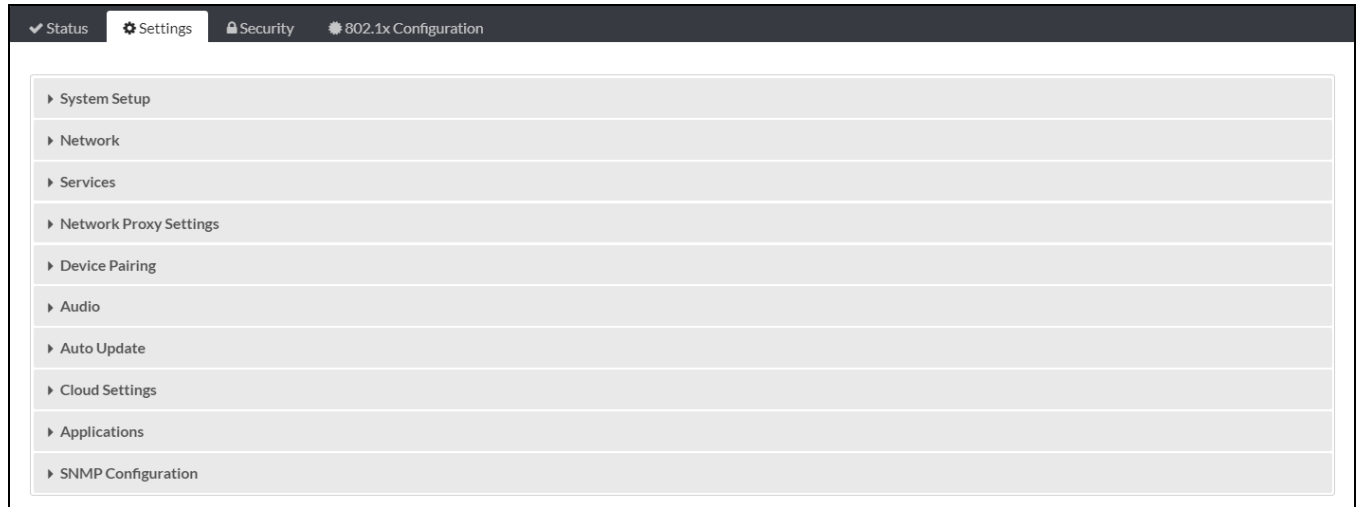 Status Settings Security 802.1x Configuration
System Setup
Network
Services
Network Proxy Settings
Device Pairing
Audio
Auto Update
Cloud Settings
Applications
SNMP Configuration